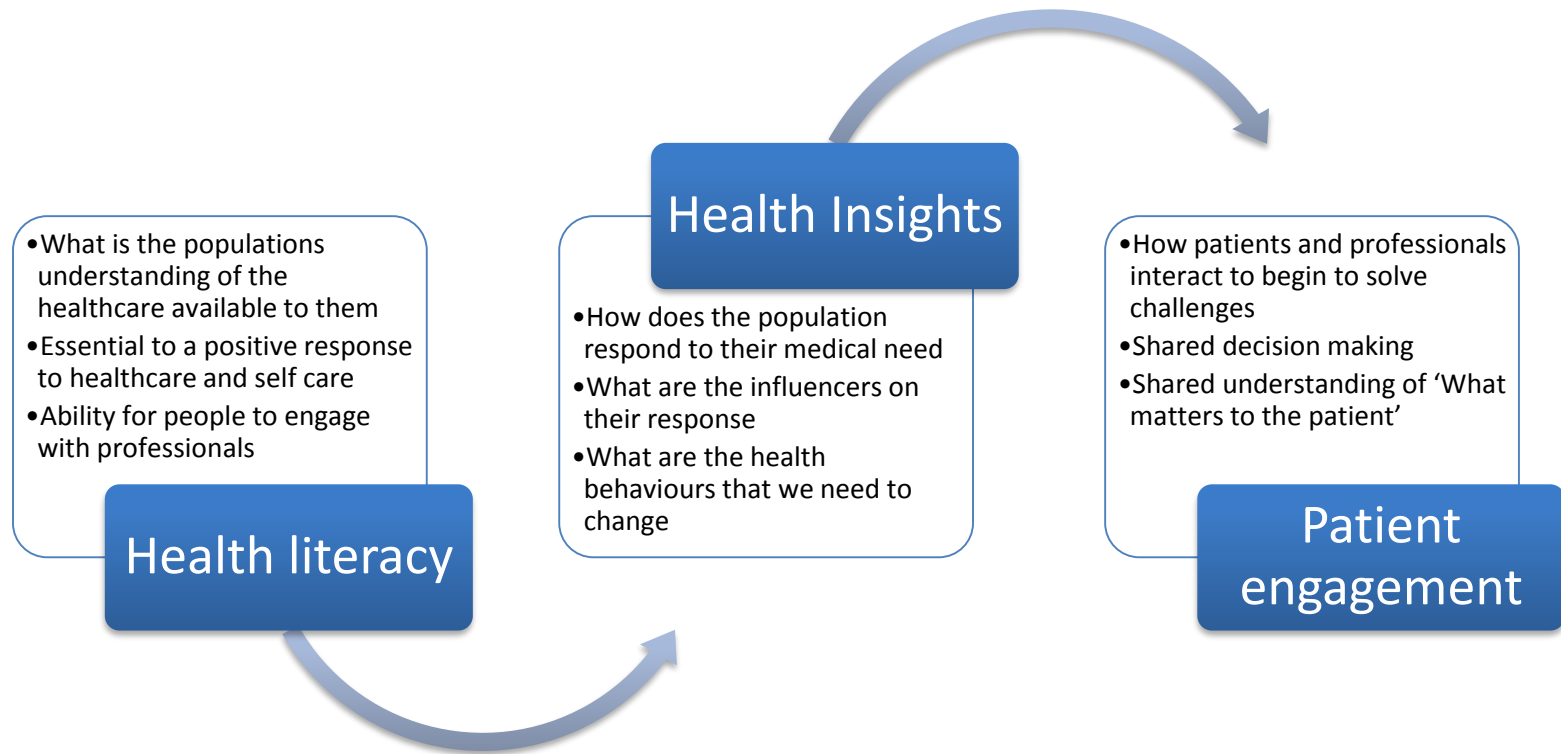 •What is the populations
understanding of the
healthcare available to them
•Essential to a positive response
to healthcare and self care
•Ability for people to engage
with professionals
Health literacy
Health Insights
•How does the population
respond to their medical need
•What are the influencers on
their response
•What are the health
behaviours that we need to
change
•How patients and professionals
interact to begin to solve
challenges
•Shared decision making
•Shared understanding of ‘What
matters to the patient’
Patient
engagement